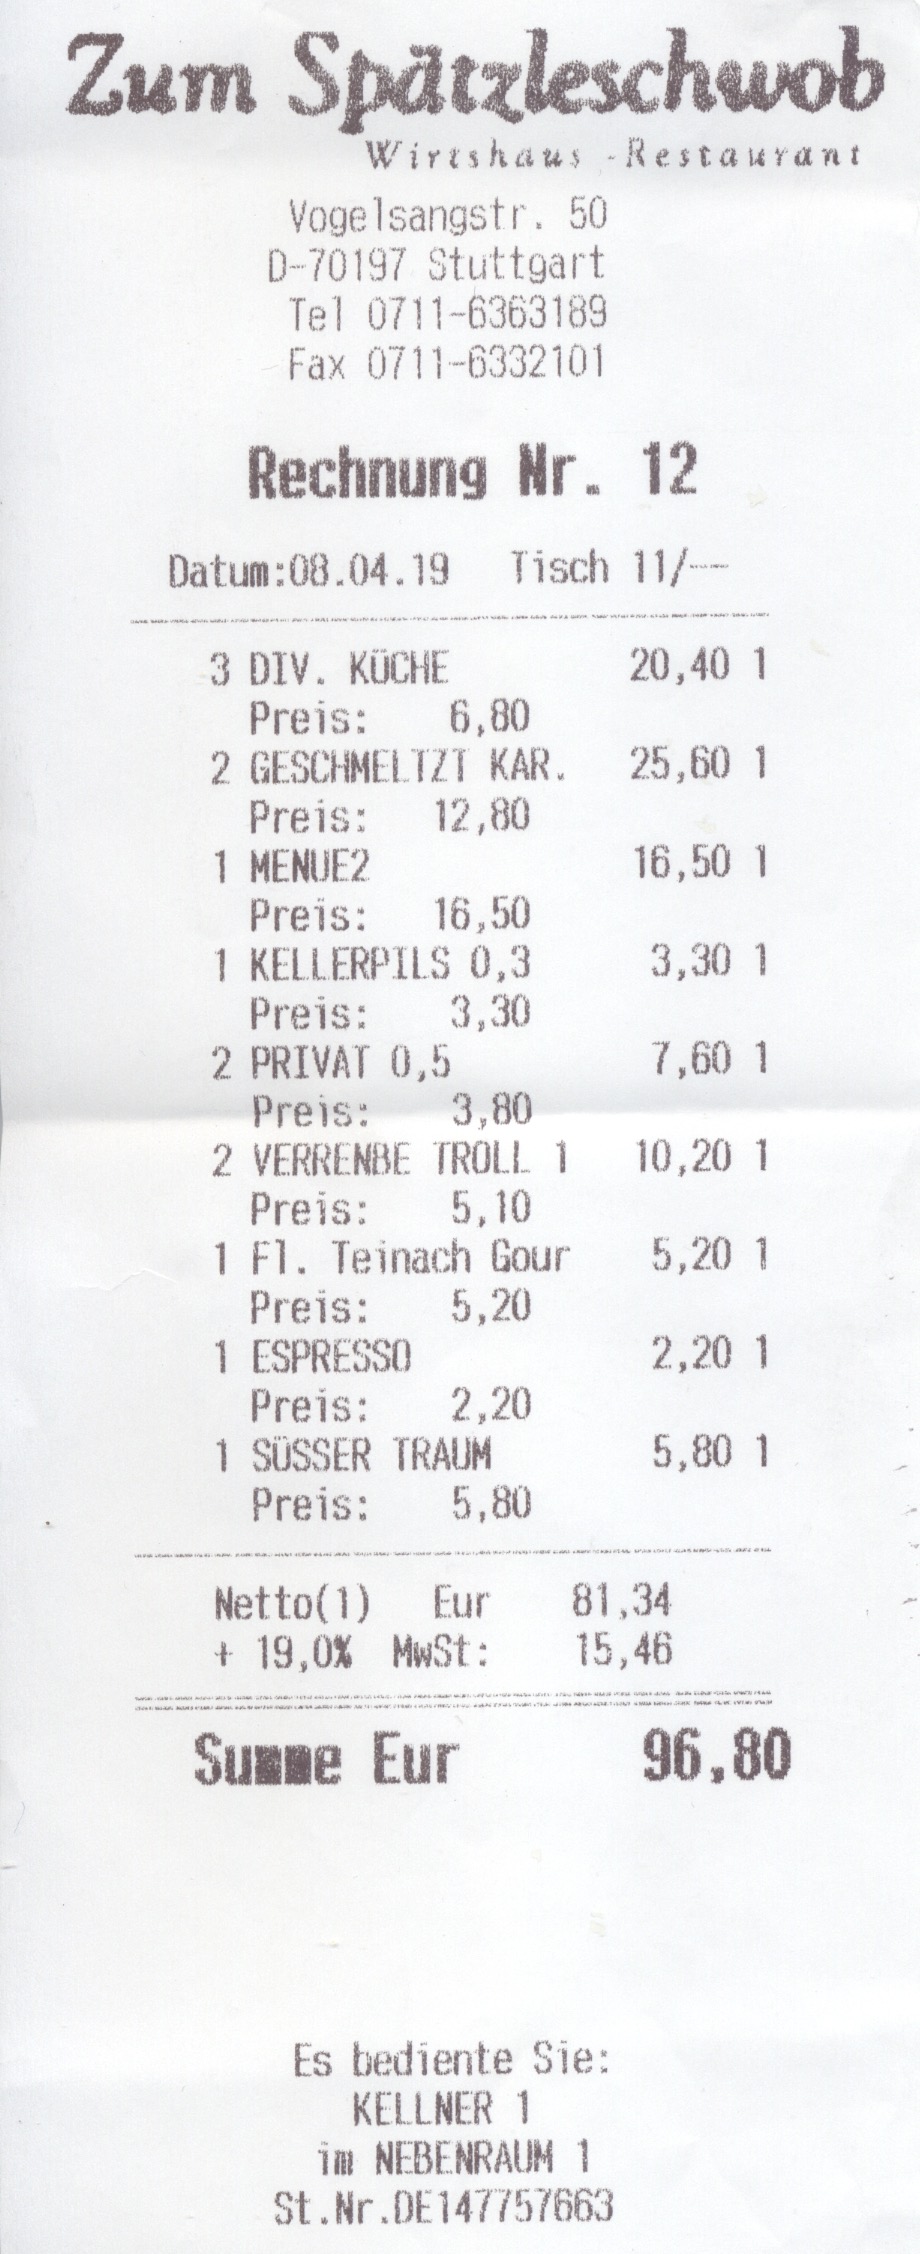 Zum Spätzleschwob
Wirtshaus - Restaurant
Vogelsangstr. 50
D-70197 Stuttgart
Tel 0711-6363189
Fax 0711-6332101
Rechnung Nr. 12
Datum:08.04.19 Tisch 11/---
3 DIV. KÜCHE 20,40 1
Preis: 6,80
2 GESCHMELTZT KAR. 25,60 1
Preis: 12,80
1 MENUE2 16,50 1
Preis: 16,50
1 KELLERPILS 0,3 3,30 1
Preis: 3,30
2 PRIVAT 0,5 7,60 1
Preis: 3,80
2 VERRENBE TROLL 1 10,20 1
Preis: 5,10
1 Fl. Teinach Gour 5,20 1
Preis: 5,20
1 ESPRESSO 2,20 1
Preis: 2,20
1 SÜSSER TRAUM 5,80 1
Preis: 5,80
Netto(1) Eur 81,34
+ 19,0% MwSt: 15,46
Summe Eur 96,80
Es bediente Sie:
KELLNER 1
im NEBENRAUM 1
St.Nr.DE147757663